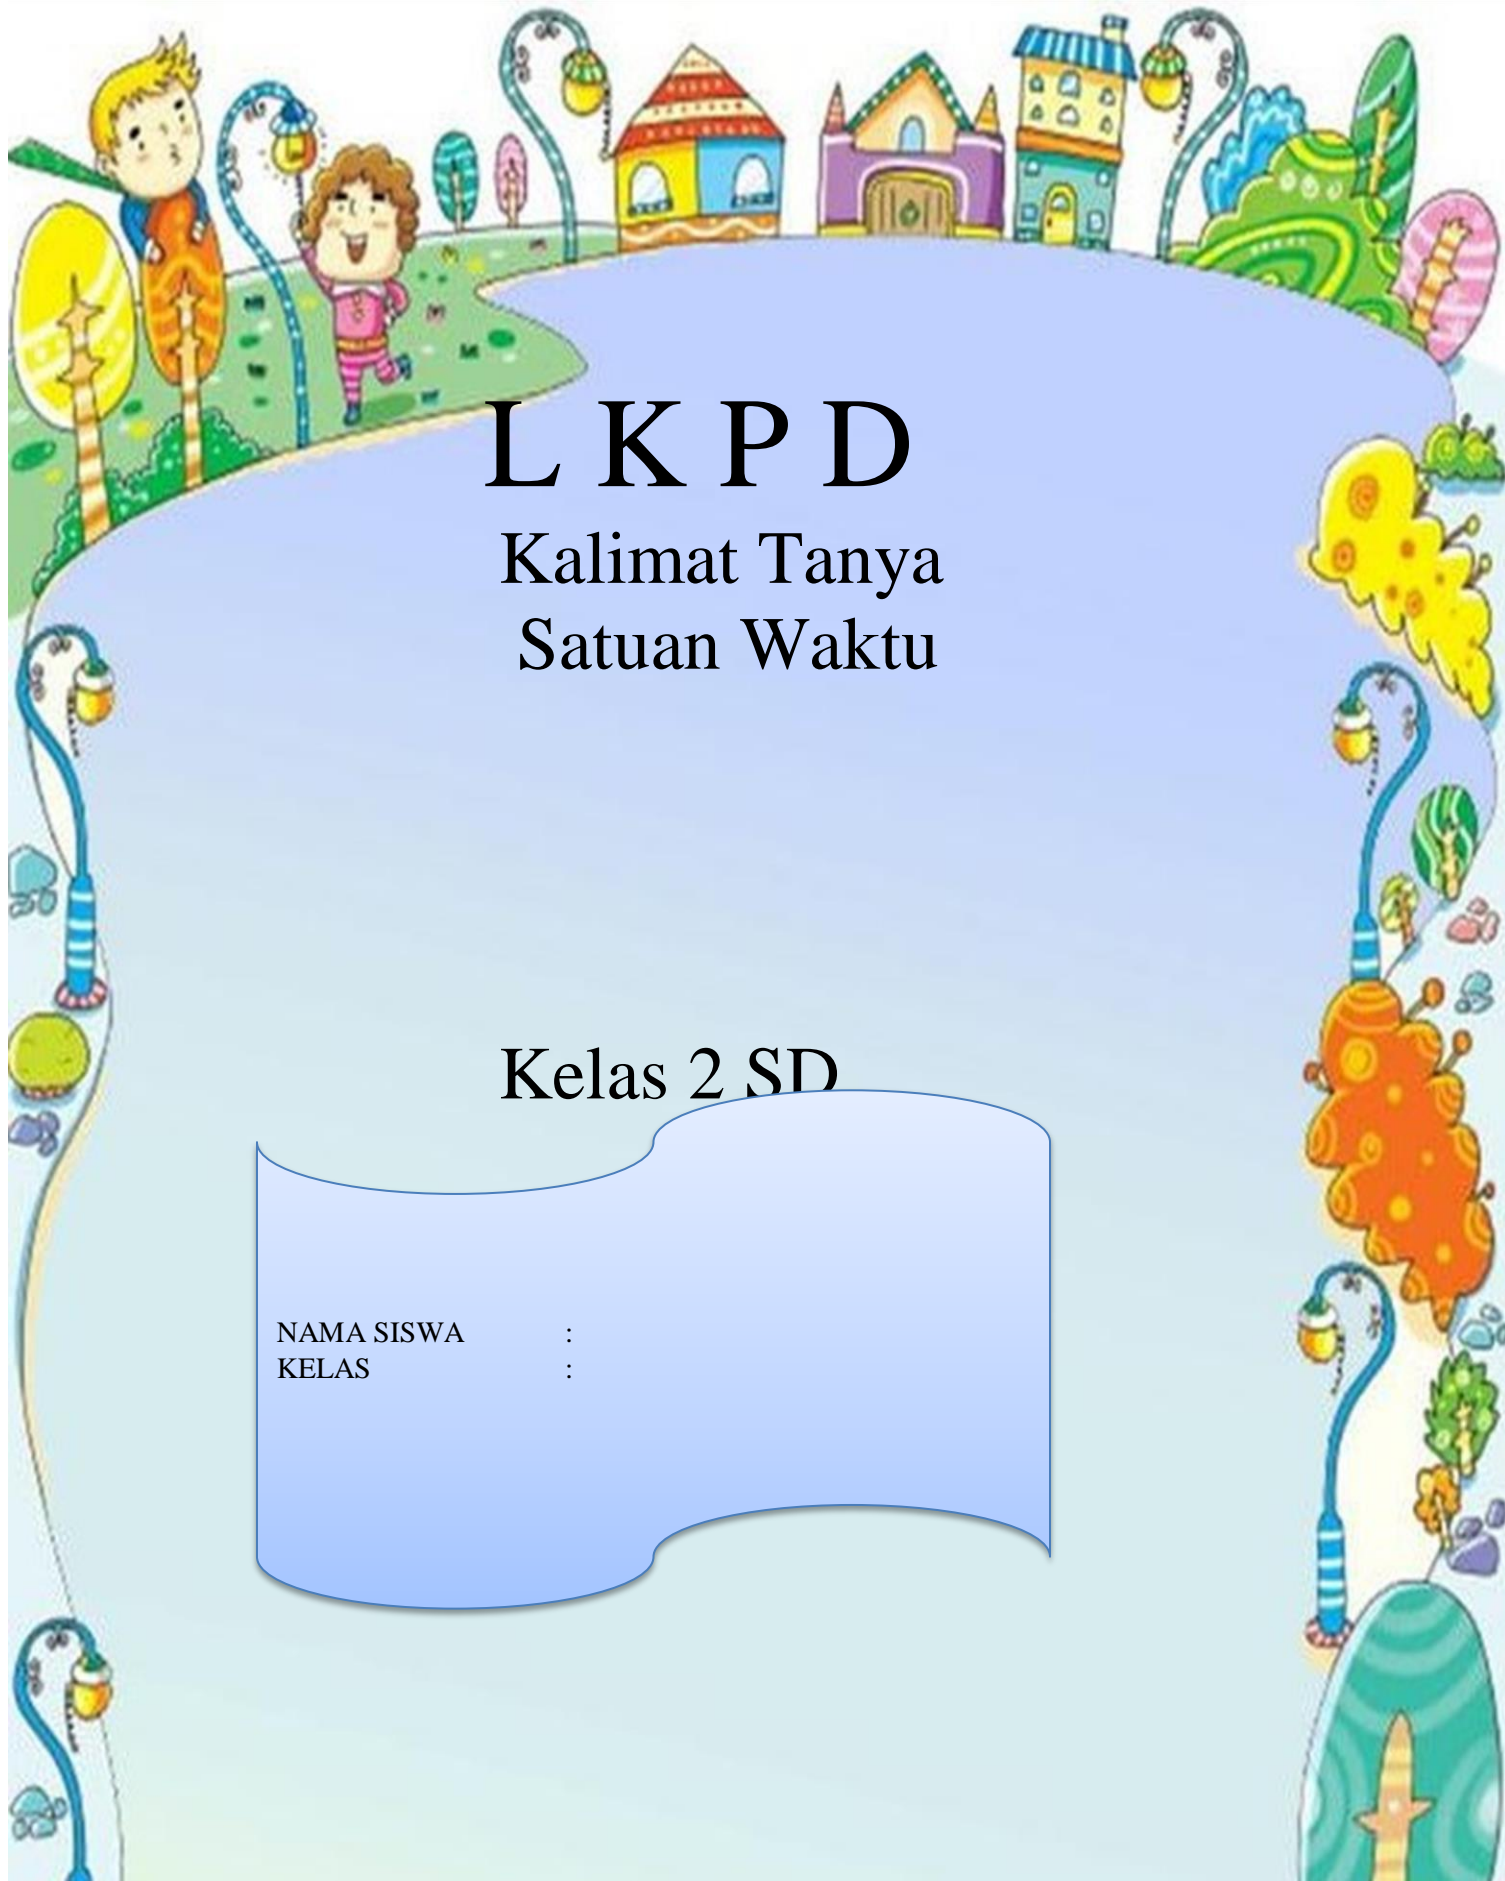 L K P D
Kalimat Tanya
Satuan Waktu
Kelas 2 SD
NAMA SISWA :
KELAS :